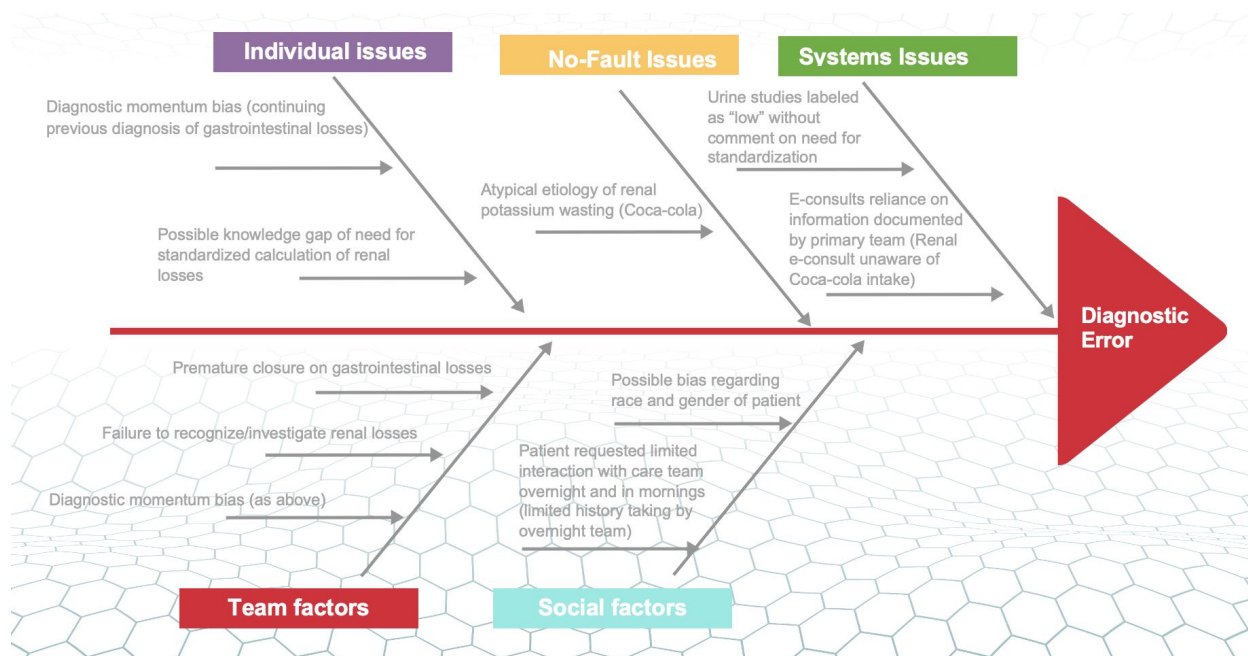 Individual issues
No-Fault Issues
Systems Issues
Diagnostic momentum bias (continuing
previous diagnosis of gastrointestinal losses)
Possible knowledge gap of need for
standardized calculation of renal
losses
Atypical etiology of renal
potassium wasting (Coca-cola)
Urine studies labeled
as “low” without
comment on need for
standardization
E-consults reliance on
information documented
by primary team (Renal
e-consult unaware of
Coca-cola intake)
Diagnostic
Error
Premature closure on gastrointestinal losses
Failure to recognize/investigate renal losses
Diagnostic momentum bias (as above)
Possible bias regarding
race and gender of patient
Patient requested limited
interaction with care team
overnight and in mornings
(limited history taking by
overnight team)
Team factors
Social factors